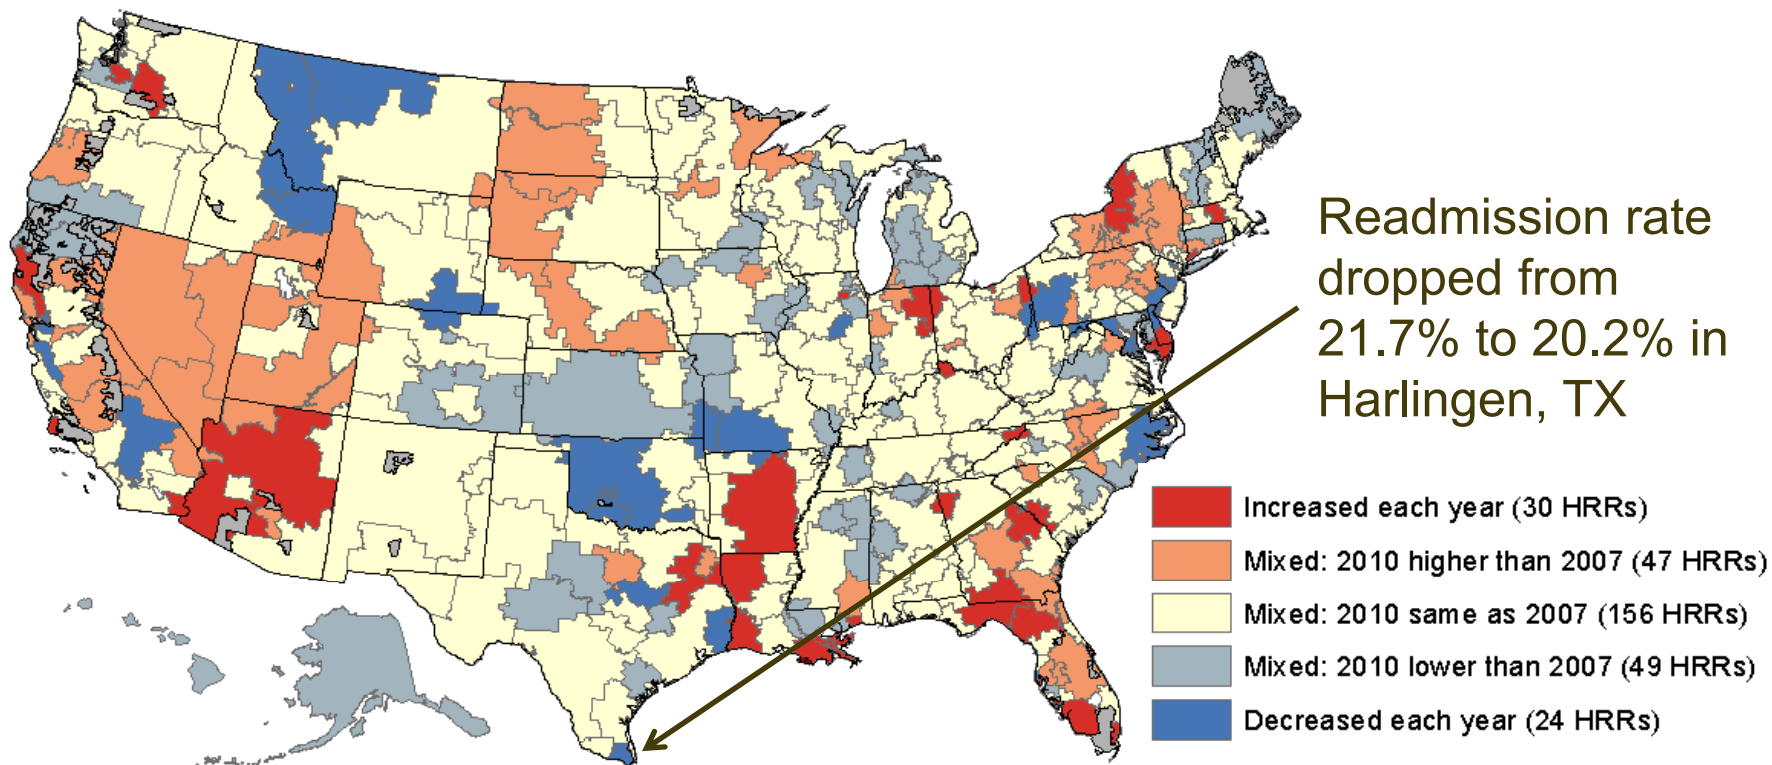 Readmission rate
dropped from
21.7% to 20.2% in
Harlingen, TX
Increased each year (30 HRRs)
Mixed: 2010 higher than 2007 (47 HRRs)
Mixed: 2010 same as 2007 (156 HRRs)
Mixed: 2010 lower than 2007 (49 HRRs)
Decreased each year (24 HRRs)